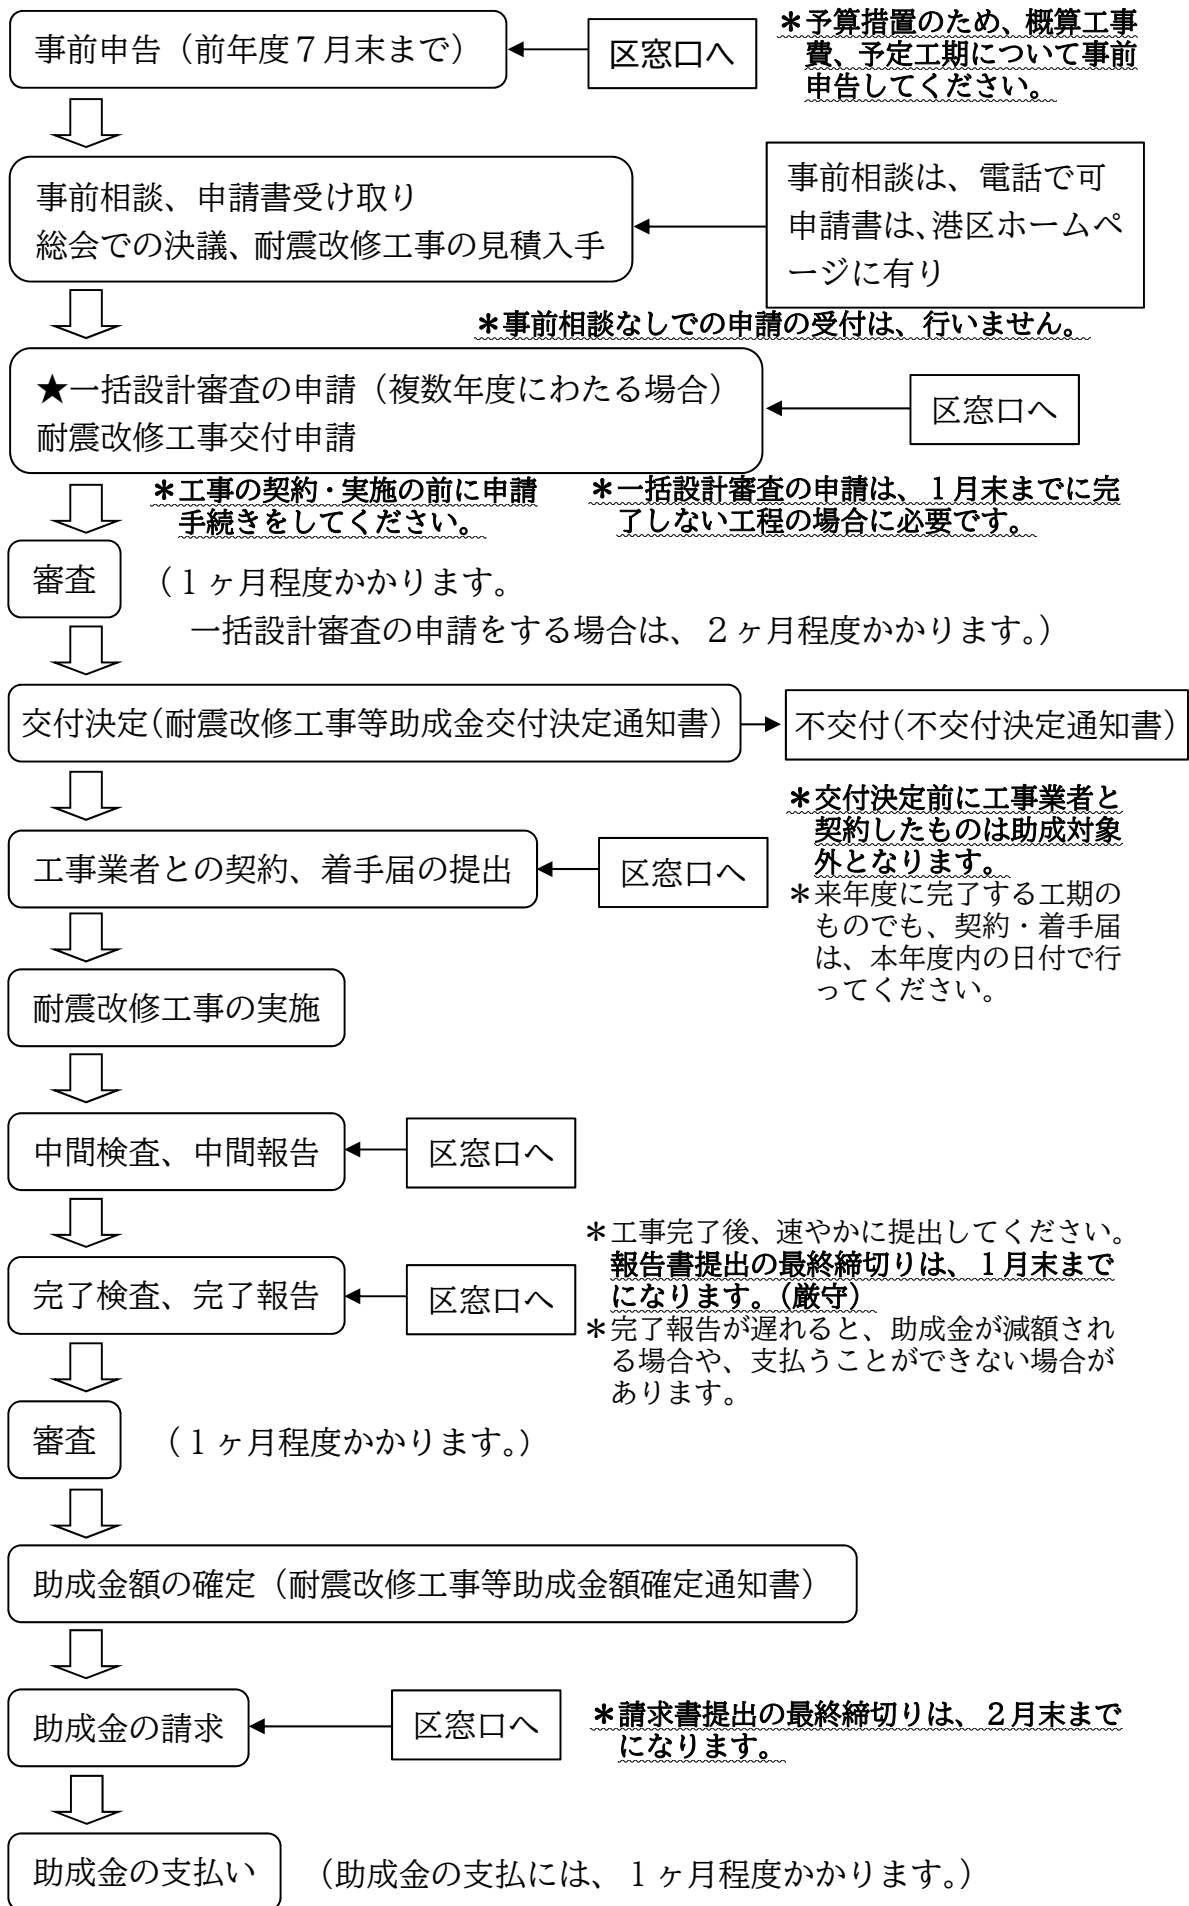 事前申告（前年度７月末まで）
区窓口へ
＊予算措置のため、概算工事
費、予定工期について事前
申告してください。
事前相談、申請書受け取り
総会での決議、耐震改修工事の見積入手
事前相談は、電話で可
申請書は、港区ホームペ
ージに有り
＊事前相談なしでの申請の受付は、行いません。
★一括設計審査の申請（複数年度にわたる場合）
耐震改修工事交付申請
区窓口へ
＊工事の契約・実施の前に申請
手続きをしてください。
＊一括設計審査の申請は、１月末までに完
了しない工程の場合に必要です。
審査
（１ヶ月程度かかります。
一括設計審査の申請をする場合は、２ヶ月程度かかります。）
交付決定（耐震改修工事等助成金交付決定通知書）
不交付（不交付決定通知書）
＊交付決定前に工事業者と
契約したものは助成対象
外となります。
工事業者との契約、着手届の提出
区窓口へ
＊来年度に完了する工期の
ものでも、契約・着手届
は、本年度内の日付で行
ってください。
耐震改修工事の実施
中間検査、中間報告
区窓口へ
＊工事完了後、速やかに提出してください。
報告書提出の最終締切りは、１月末まで
になります。（厳守）
完了検査、完了報告
区窓口へ
＊完了報告が遅れると、助成金が減額され
る場合や、支払うことができない場合が
あります。
審査
（１ヶ月程度かかります。）
助成金額の確定（耐震改修工事等助成金額確定通知書）
助成金の請求
区窓口へ
＊請求書提出の最終締切りは、２月末まで
になります。
助成金の支払い
（助成金の支払には、１ヶ月程度かかります。）